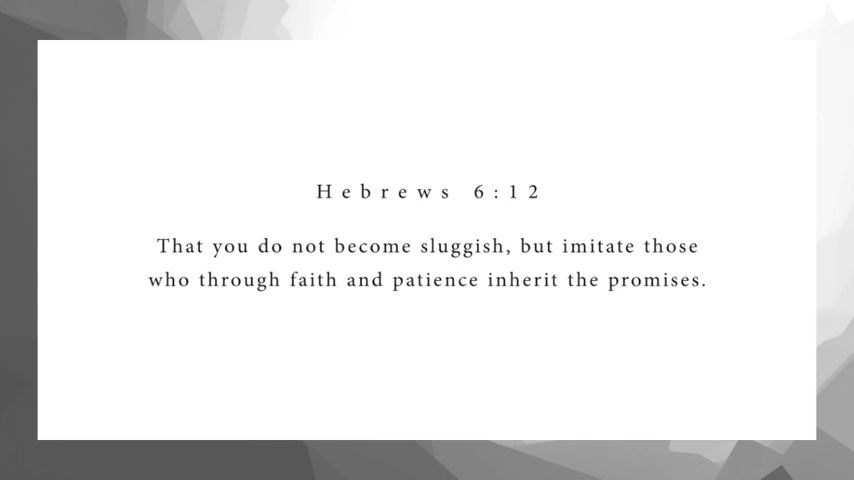 Hebrews 6:12
That you do not become sluggish, but imitate those
who through faith and patience inherit the promises.